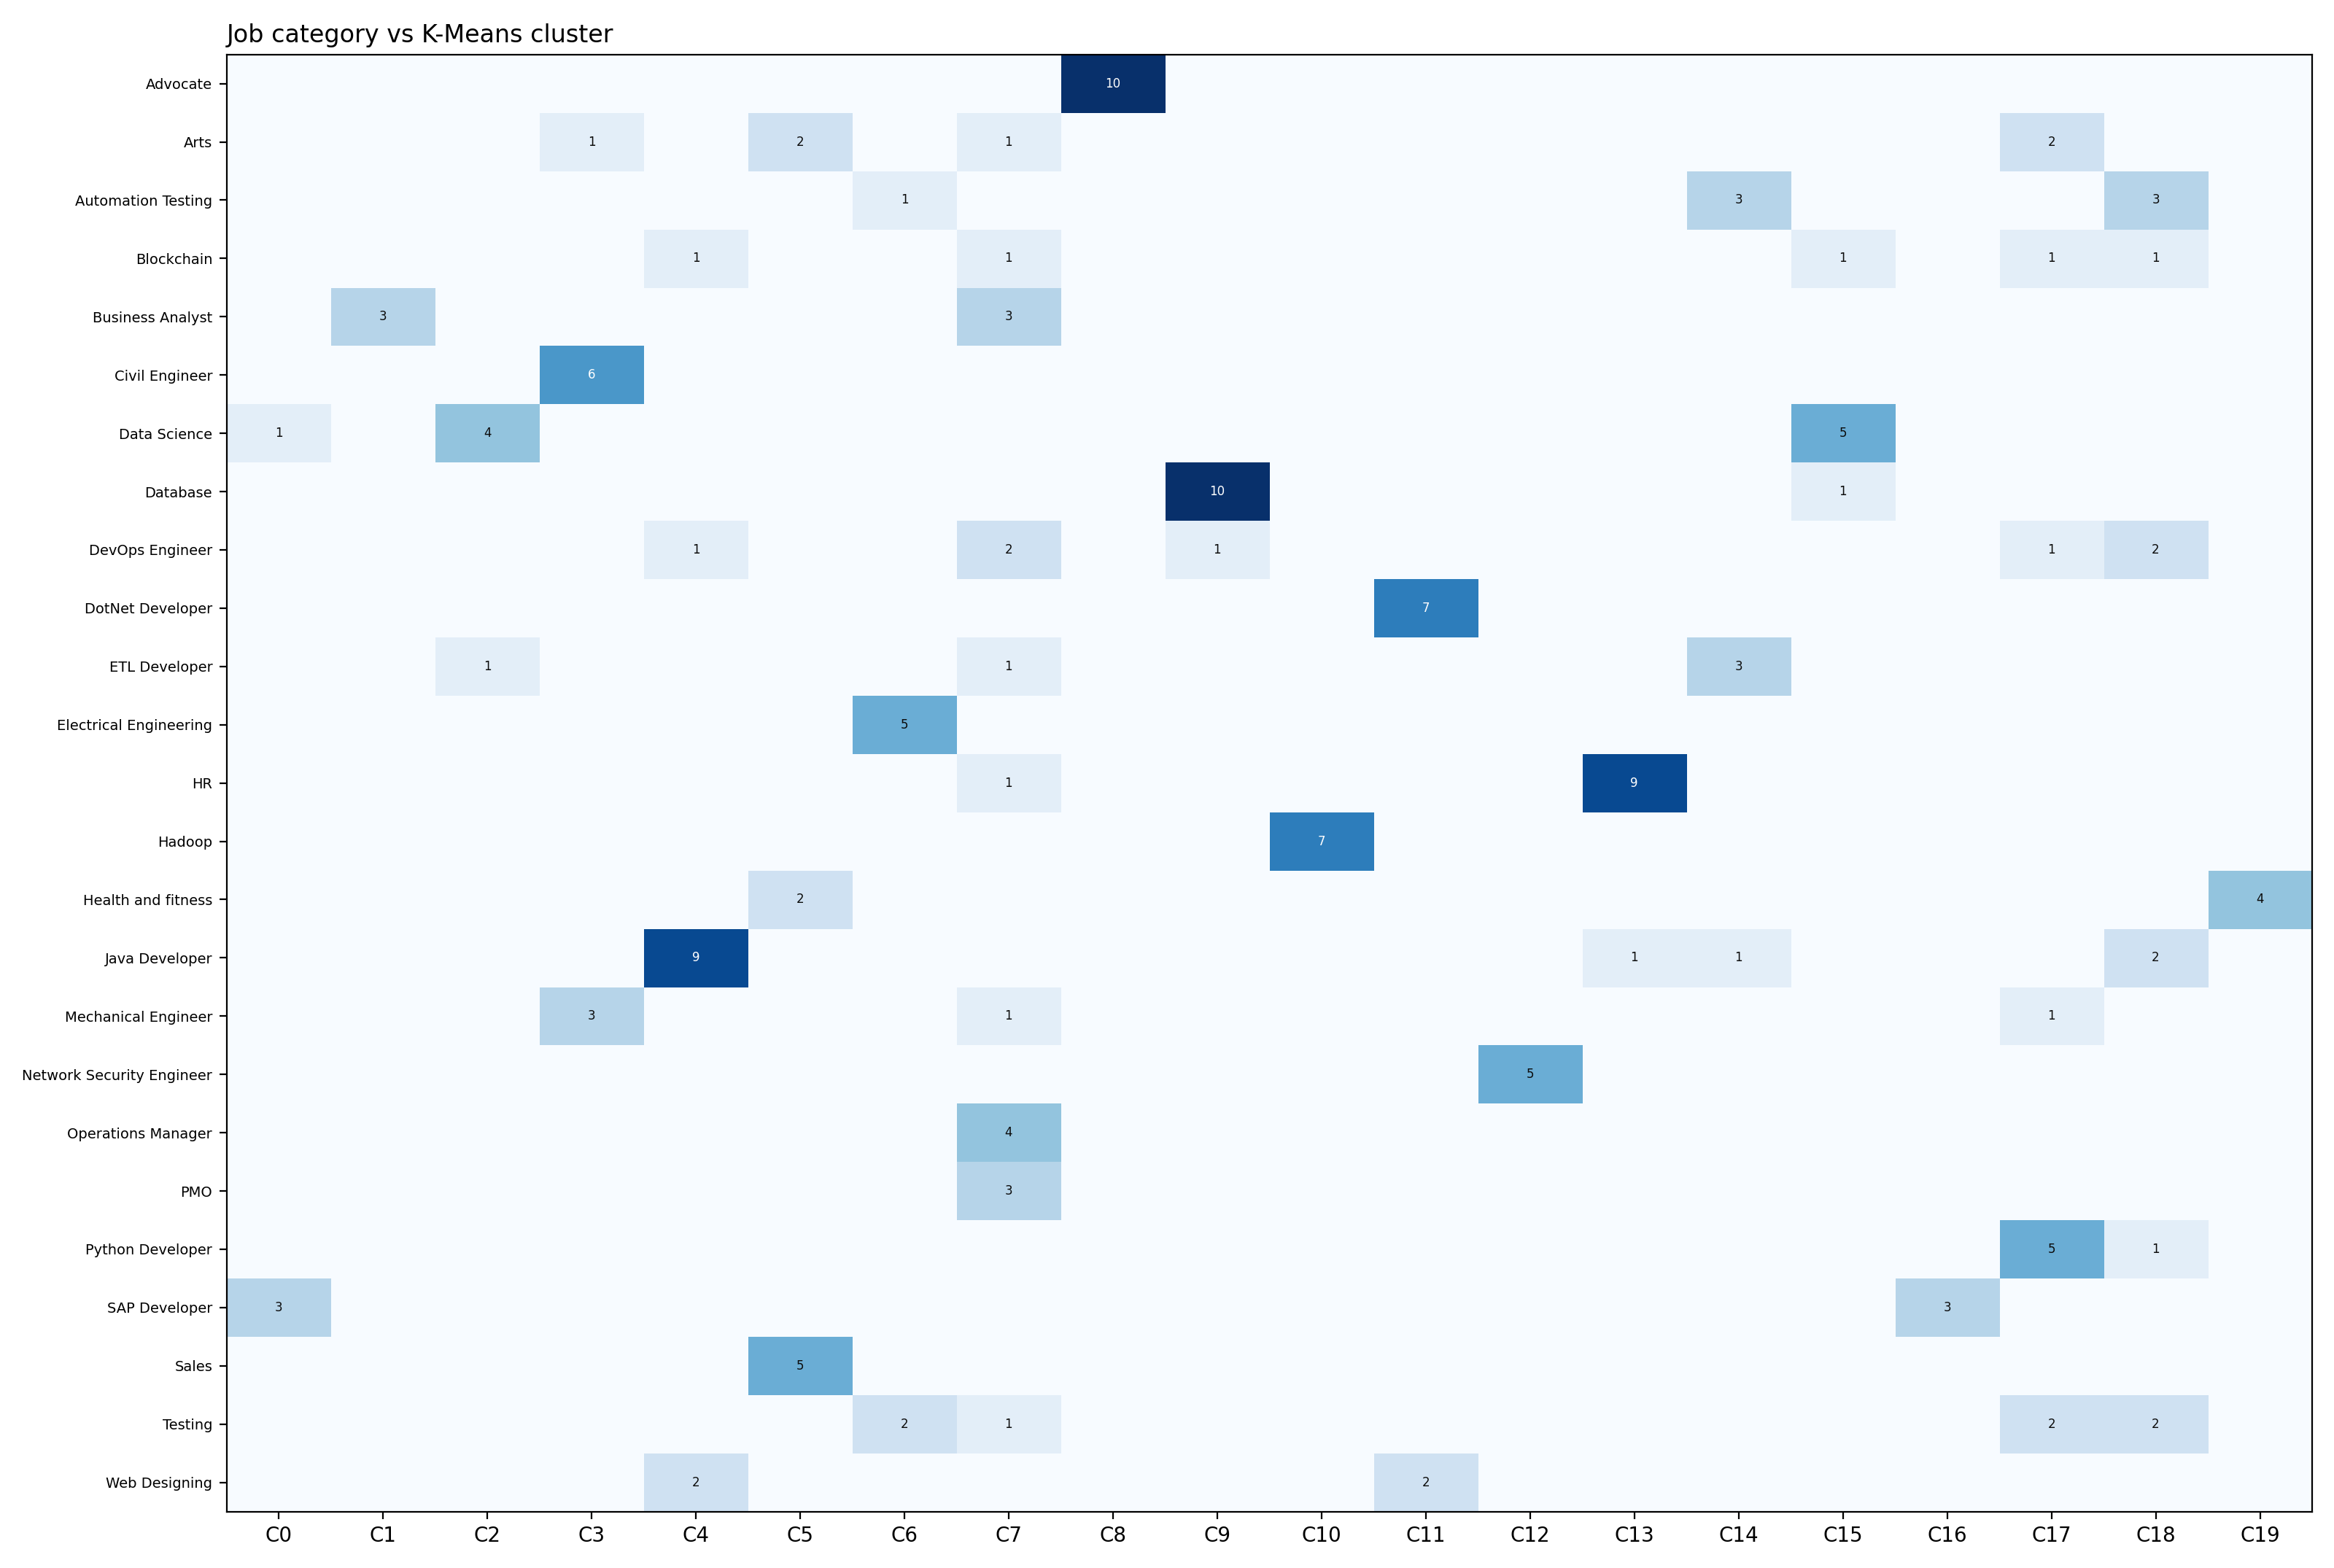 Job category vs K-Means cluster
Advocate 10
Arts 1 2 1 2
Automation Testing 1 3 3
Blockchain 1 1 1 1 1
Business Analyst 3 3
Civil Engineer 6
Data Science 1 4 5
Database 10 1
DevOps Engineer 1 2 1 1 2
DotNet Developer 7
ETL Developer 1 1 3
Electrical Engineering 5
HR 1 9
Hadoop 7
Health and fitness 2 4
Java Developer 9 1 1 2
Mechanical Engineer 3 1 1
Network Security Engineer 5
Operations Manager 4
PMO 3
Python Developer 5 1
SAP Developer 3 3
Sales 5
Testing 2 1 2 2
Web Designing 2 2
C0 C1 C2 C3 C4 C5 C6 C7 C8 C9 C10 C11 C12 C13 C14 C15 C16 C17 C18 C19